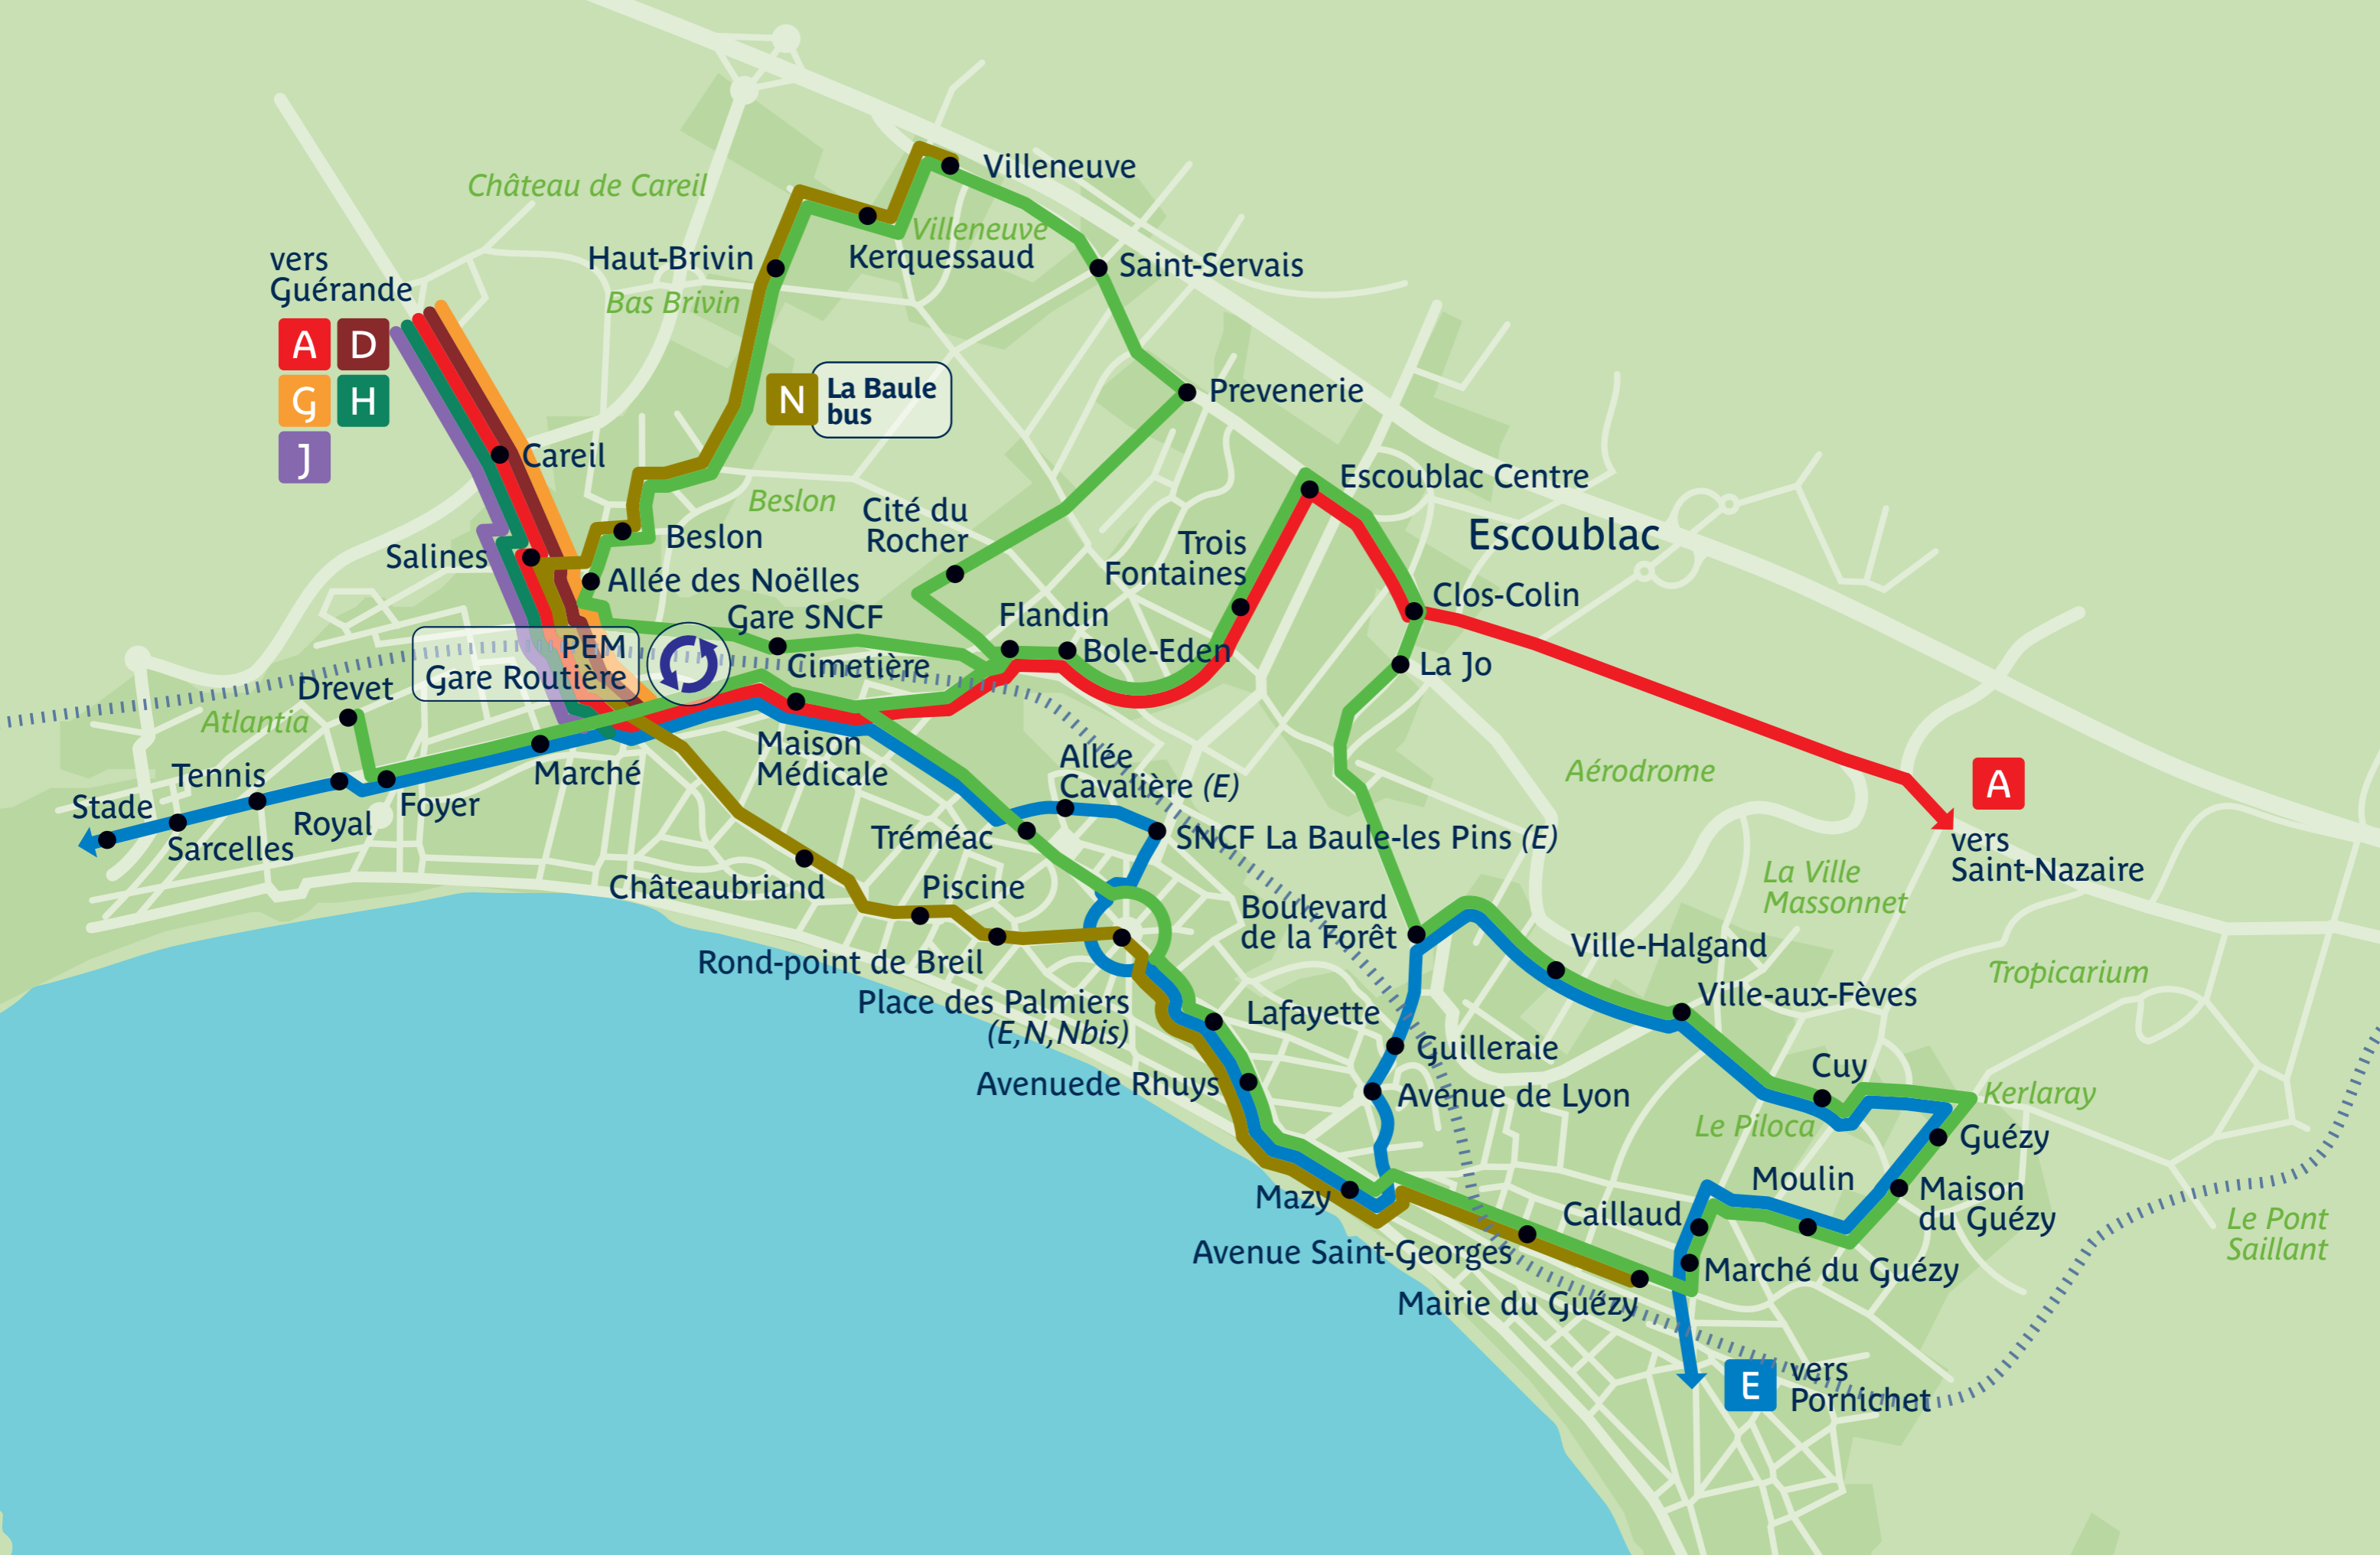 Villeneuve
Château de Careil
Villeneuve
Haut-Brivin
Kerquessaud
Saint-Servais
vers
Guérande
Bas Brivin
A
D
G
H
J
N
La Baule
bus
Prevenerie
Careil
Escoublac Centre
Beslon
Cité du
Rocher
Escoublac
Salines
Beslon
Trois
Fontaines
Allée des Noëlles
Clos-Colin
Gare SNCF
Flandin
PEM
Gare Routière
Cimetière
Bole-Eden
La Jo
Drevet
Atlantia
Maison
Médicale
Allée
Cavalière (E)
Aérodrome
A
vers
Saint-Nazaire
Tennis
Marché
Stade
Royal
Foyer
Sarcelles
Tréméac
SNCF La Baule-les Pins (E)
Châteaubriand
Piscine
La Ville
Massonnet
Boulevard
de la Forêt
Ville-Halgand
Rond-point de Breil
Tropicarium
Place des Palmiers
(E,N,Nbis)
Lafayette
Ville-aux-Fèves
Guilleraie
Cuy
Avenuede Rhuys
Avenue de Lyon
Kerlaray
Le Piloca
Guézy
Mazy
Moulin
Maison
du Guézy
Caillaud
Le Pont
Saillant
Avenue Saint-Georges
Marché du Guézy
Mairie du Guézy
E
vers
Pornichet